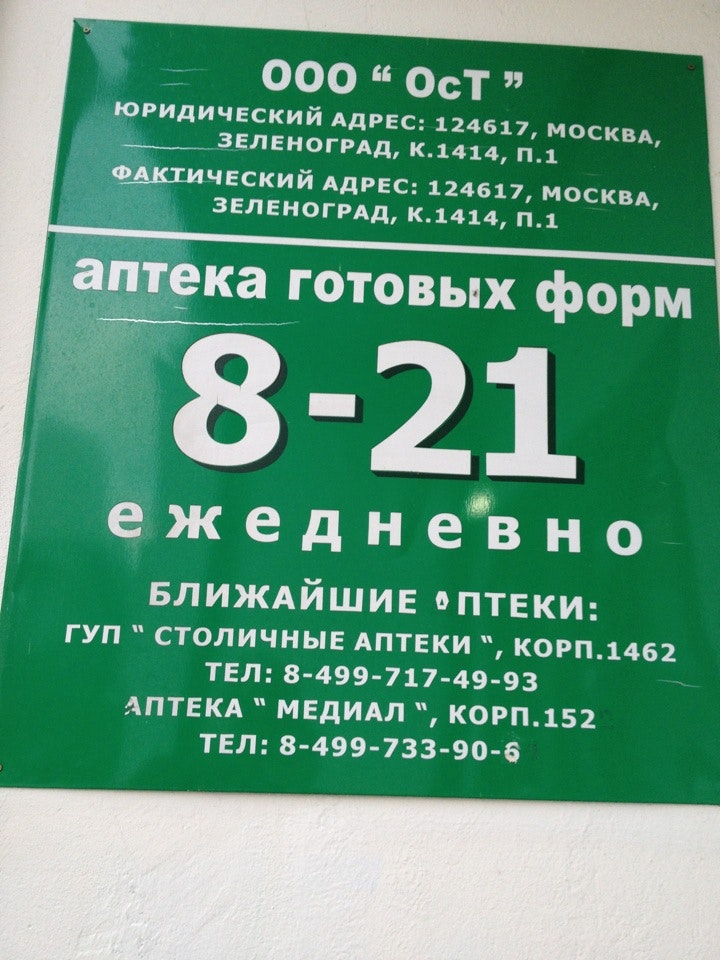 ООО “ ОсТ ”
ЮРИДИЧЕСКИЙ АДРЕС: 124617, МОСКВА,
ЗЕЛЕНОГРАД, К.1414, П.1
ФАКТИЧЕСКИЙ АДРЕС: 124617, МОСКВА,
ЗЕЛЕНОГРАД, К.1414, П.1
аптека готовых форм
8-21
ежедневно
БЛИЖАЙШИЕ АПТЕКИ:
ГУП “ СТОЛИЧНЫЕ АПТЕКИ “, КОРП.1462
ТЕЛ: 8-499-717-49-93
АПТЕКА “ МЕДИАЛ “, КОРП.152
ТЕЛ: